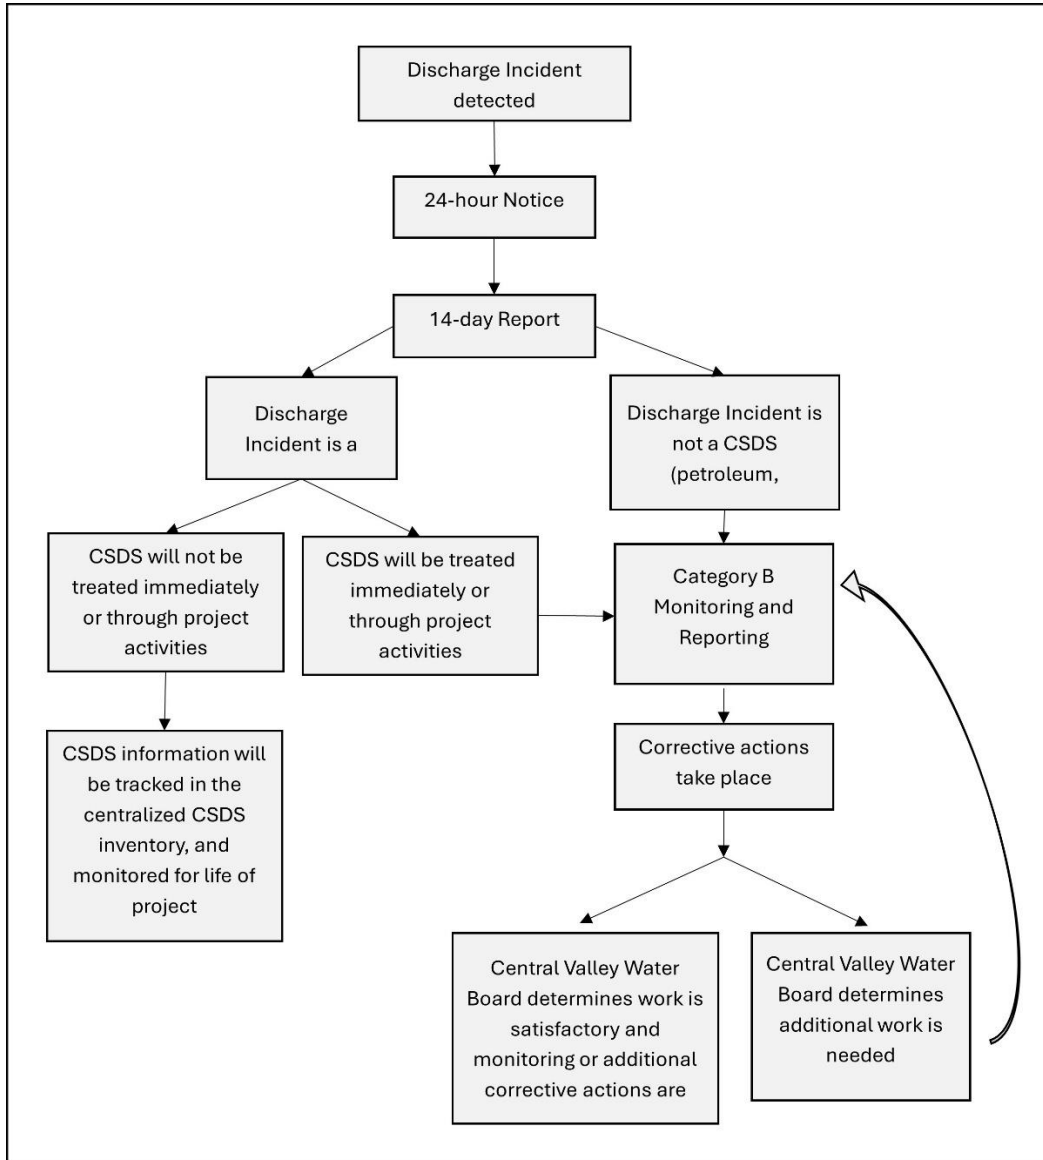 Discharge Incident
detected
24-hour Notice
14-day Report
Discharge
Incident is a
Discharge Incident is
not a CSDS
(petroleum,
CSDS will not be
treated immediately
or through project
activities
CSDS will be treated
immediately or
through project
activities
Category B
Monitoring and
Reporting
CSDS information will
be tracked in the
centralized CSDS
inventory, and
monitored for life of
project
Corrective actions
take place
Central Valley Water
Board determines work is
satisfactory and
monitoring or additional
corrective actions are
Central Valley Water
Board determines
additional work is
needed